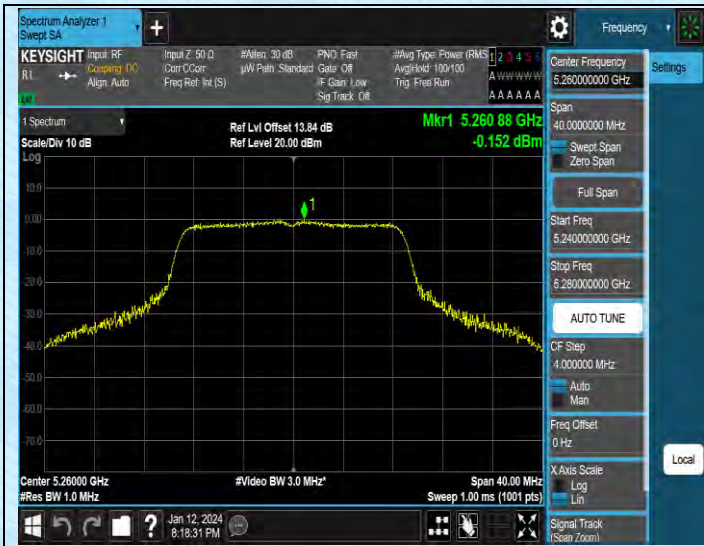 Spectrum Analyzer 1
Swept SA
+
Frequency
KEYSIGHT
Input: RF
Coupling: DC
Align: Auto
Input Z: 50 Ω
Corr CCorr
Freq Ref: Int (S)
#Atten: 30 dB
µW Path: Standard
PNO: Fast
Gate: Off
IF Gain: Low
Sig Track: Off
#Avg Type: Power (RMS
Avg|Hold: 100/100
Trig: Free Run
1 2 3 4 5 6
A W W W W W
A A A A A A
1 Spectrum
Scale/Div 10 dB
Log
Ref Lvl Offset 13.84 dB
Ref Level 20.00 dBm
Mkr1 5.260 88 GHz
-0.152 dBm
10.0
0.00
-10.0
-20.0
-30.0
-40.0
-50.0
-60.0
-70.0
1
Center 5.26000 GHz
#Res BW 1.0 MHz
#Video BW 3.0 MHz*
Span 40.00 MHz
Sweep 1.00 ms (1001 pts)
Center Frequency
5.260000000 GHz
Settings
Span
40.0000000 MHz
Swept Span
Zero Span
Full Span
Start Freq
5.240000000 GHz
Stop Freq
5.280000000 GHz
AUTO TUNE
CF Step
4.000000 MHz
Auto
Man
Freq Offset
0 Hz
X Axis Scale
Log
Lin
Local
Signal Track
(Span Zoom)
?
Jan 12, 2024
8:18:31 PM